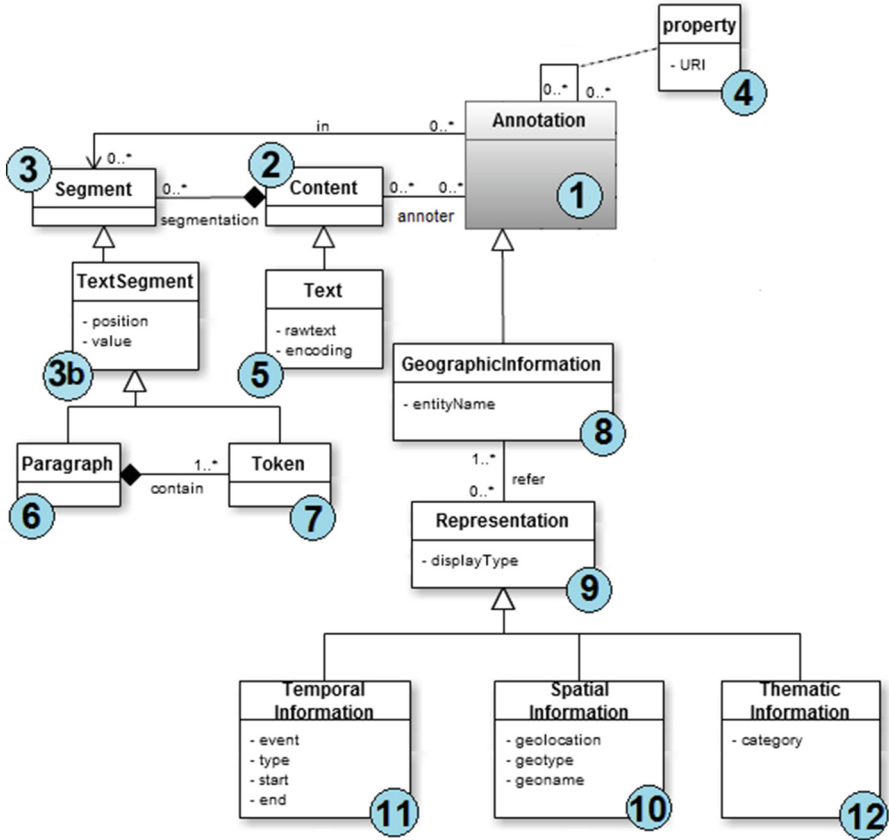 property
- URI
4
0..*
0..*
Annotation
1
in
0..*
0..*
3
Segment
0..*
segmentation
2
Content
0..*
0..*
annoter
TextSegment
- position
- value
3b
Text
- rawtext
- encoding
5
GeographicInformation
- entityName
8
Paragraph
6
1..*
contain
Token
7
1..*
refer
0..*
Representation
- displayType
9
Temporal
Information
- event
- type
- start
- end
11
Spatial
Information
- geolocation
- geotype
- geoname
10
Thematic
Information
- category
12